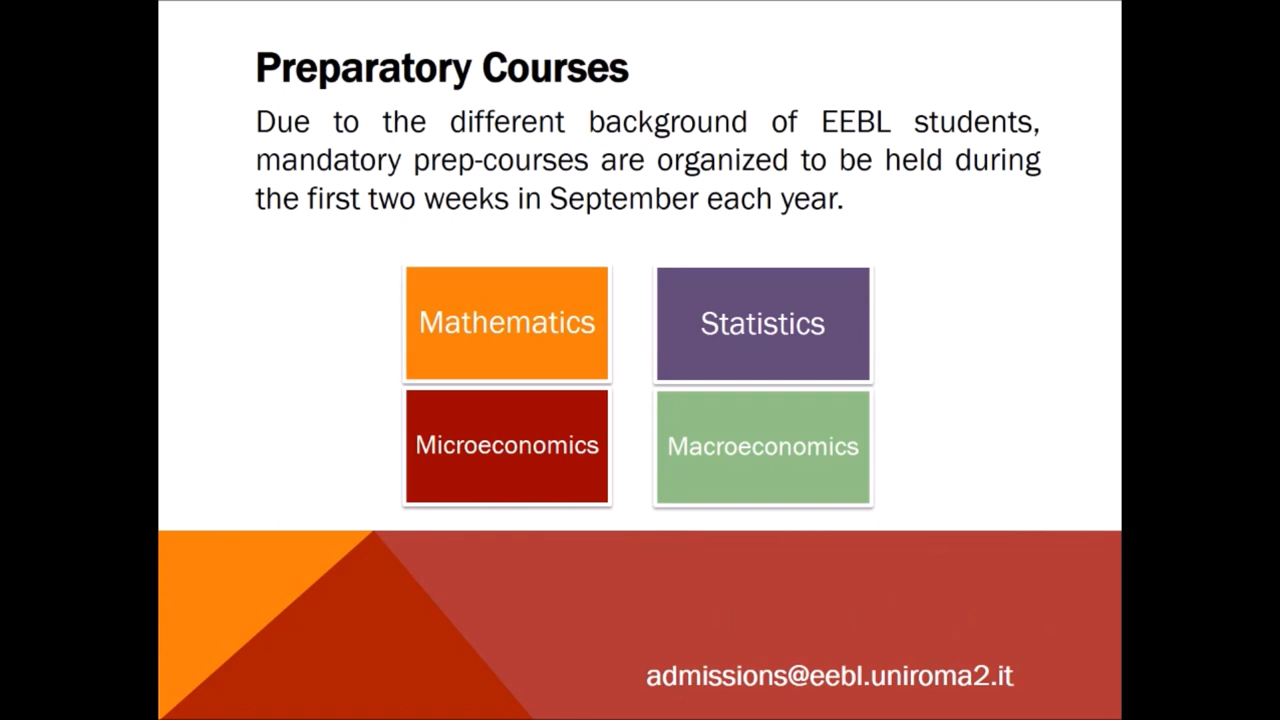 Preparatory Courses
Due to the different background of EEBL students,
mandatory prep-courses are organized to be held during
the first two weeks in September each year.
Mathematics
Statistics
Microeconomics
Macroeconomics
admissions@eebl.uniroma2.it